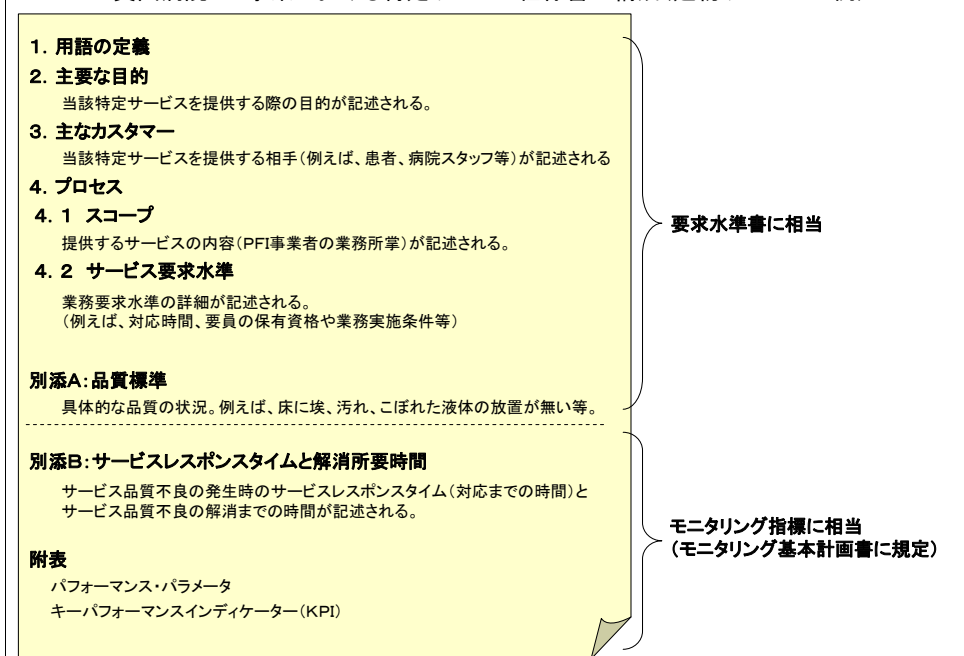 1．用語の定義
2．主要な目的
当該特定サービスを提供する際の目的が記述される。
3．主なカスタマー
当該特定サービスを提供する相手（例えば、患者、病院スタッフ等）が記述される
4．プロセス
4．1　スコープ
提供するサービスの内容（PFI事業者の業務所掌）が記述される。
4．2　サービス要求水準
業務要求水準の詳細が記述される。
（例えば、対応時間、要員の保有資格や業務実施条件等）
別添A：品質標準
具体的な品質の状況。例えば、床に埃、汚れ、こぼれた液体の放置が無い等。
要求水準書に相当
別添B：サービスレスポンスタイムと解消所要時間
サービス品質不良の発生時のサービスレスポンスタイム（対応までの時間）と
サービス品質不良の解消までの時間が記述される。
附表
パフォーマンス・パラメータ
キーパフォーマンスインディケーター（KPI）
モニタリング指標に相当
（モニタリング基本計画書に規定）